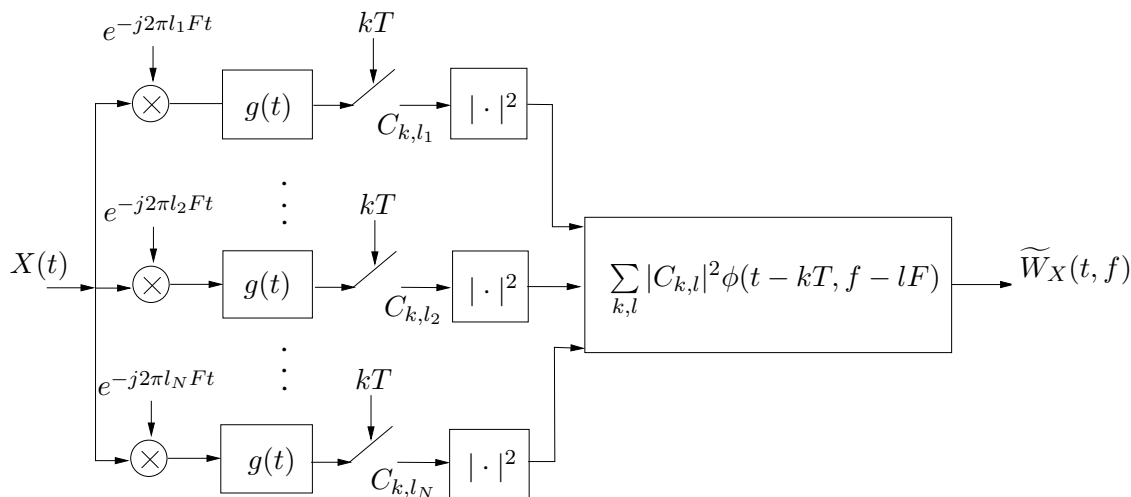 e^{-j2πl_1Ft}
kT
g(t)
C_{k,l_1}
|·|^2
e^{-j2πl_2Ft}
kT
X(t)
g(t)
C_{k,l_2}
|·|^2
∑_{k,l} |C_{k,l}|^2 ϕ(t − kT, f − lF)
W̃_X(t, f)
e^{-j2πl_NFt}
kT
g(t)
C_{k,l_N}
|·|^2